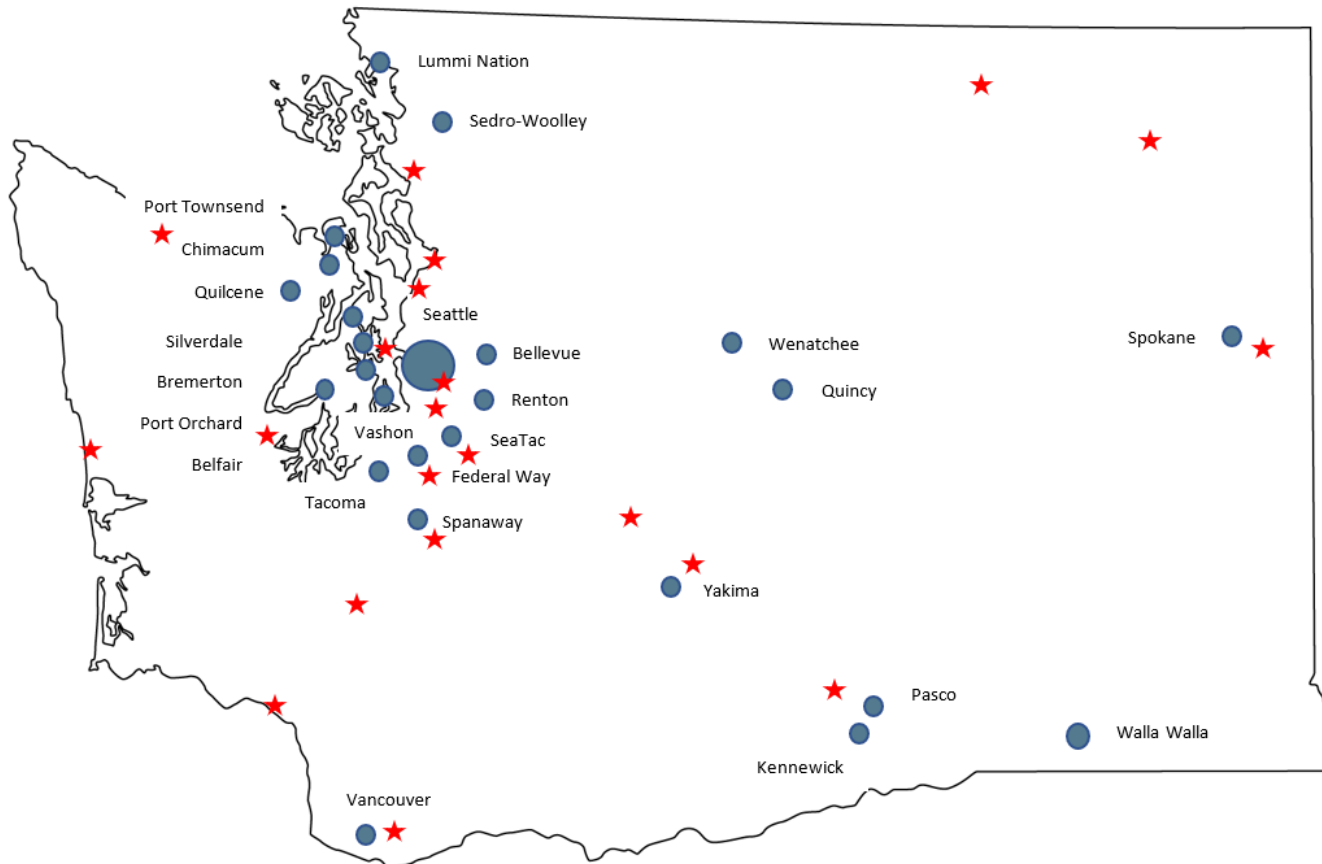 Lummi Nation
Sedro-Woolley
Port Townsend
Chimacum
Quilcene
Seattle
Silverdale
Bellevue
Wenatchee
Spokane
Bremerton
Renton
Quincy
Port Orchard
Vashon
SeaTac
Belfair
Federal Way
Tacoma
Spanaway
Yakima
Pasco
Walla Walla
Kennewick
Vancouver